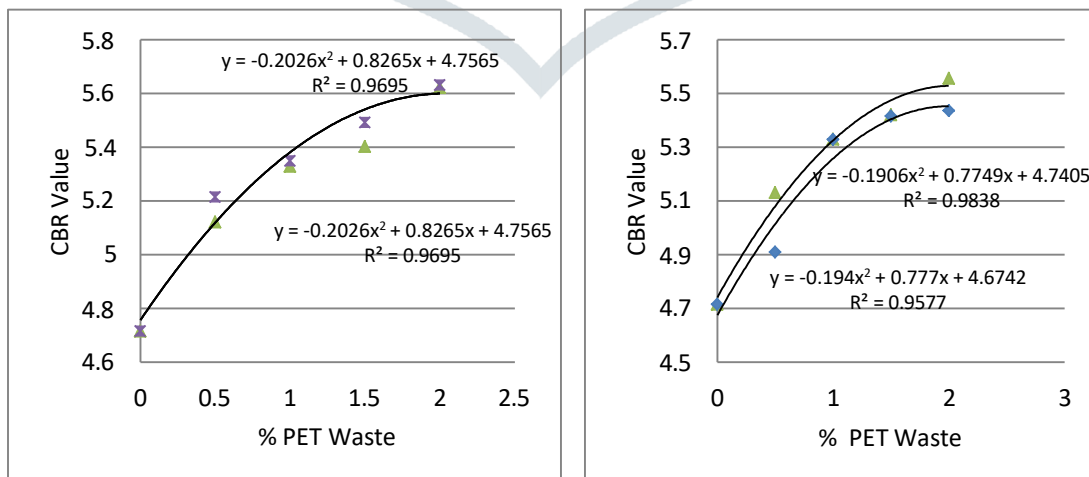 5.8
5.6
5.4
5.2
5
4.8
4.6
0
0.5
1
1.5
2
2.5
CBR Value
% PET Waste
y = -0.2026x² + 0.8265x + 4.7565
R² = 0.9695
y = -0.2026x² + 0.8265x + 4.7565
R² = 0.9695
5.7
5.5
5.3
5.1
4.9
4.7
4.5
0
1
2
3
CBR Value
% PET Waste
y = -0.1906x² + 0.7749x + 4.7405
R² = 0.9838
y = -0.194x² + 0.777x + 4.6742
R² = 0.9577